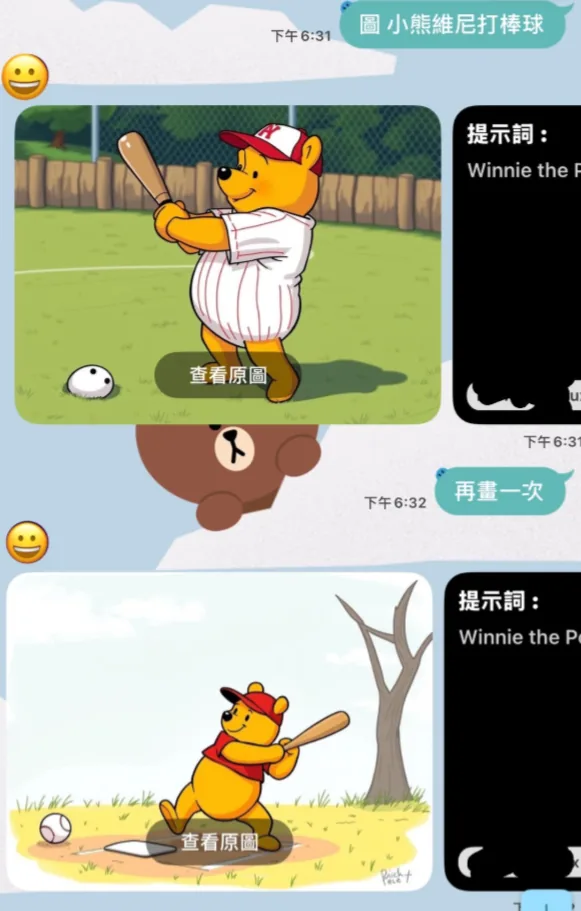 圖 小熊維尼打棒球
下午6:31
提示詞：
Winnie the
查看原圖
下午6:31
再畫一次
下午6:32
提示詞：
Winnie the
查看原圖